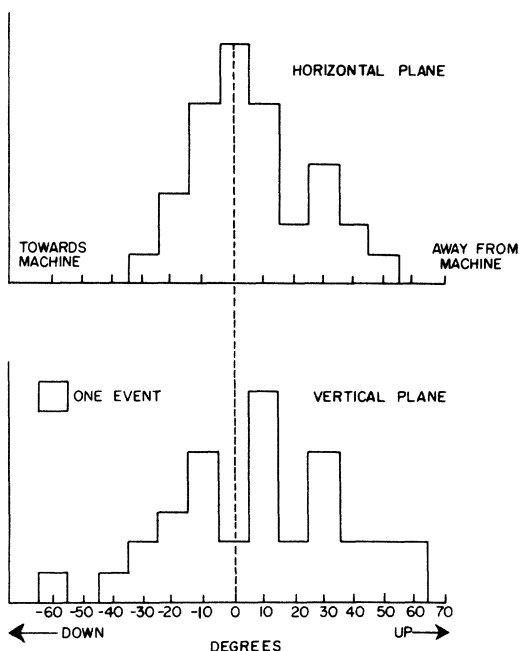 HORIZONTAL PLANE
TOWARDS
MACHINE
AWAY FROM
MACHINE
ONE EVENT
VERTICAL PLANE
-60 -50 -40 -30 -20 -10 0 10 20 30 40 50 60 70
DOWN
UP
DEGREES